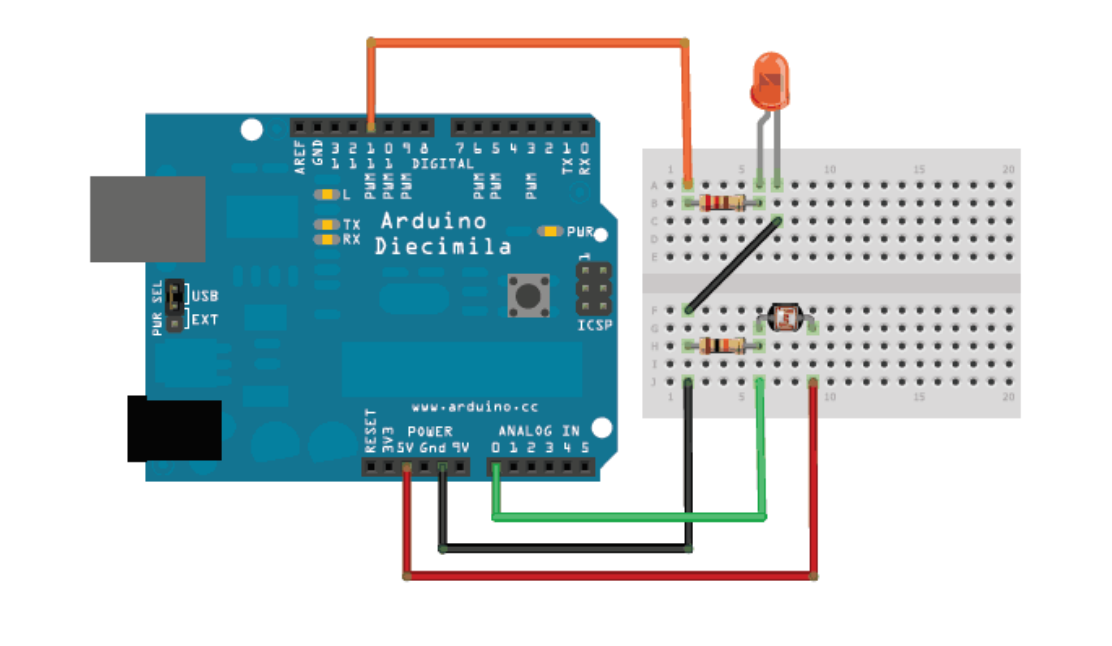 AREF GND 13 12 11 10 9 8 7 6 5 4 3 2 1 0
PWM PWM PWM DIGITAL PWM PWM PWM TX RX
L
TX
RX
Arduino
Diecimila
PWR
1
ICSP
PWR SEL
USB
EXT
www.arduino.cc
POWER ANALOG IN
RESET 3V3 5V Gnd 9V 0 1 2 3 4 5
1 5 10 15 20
A
B
C
D
E
F
G
H
I
J
1 5 10 15 20